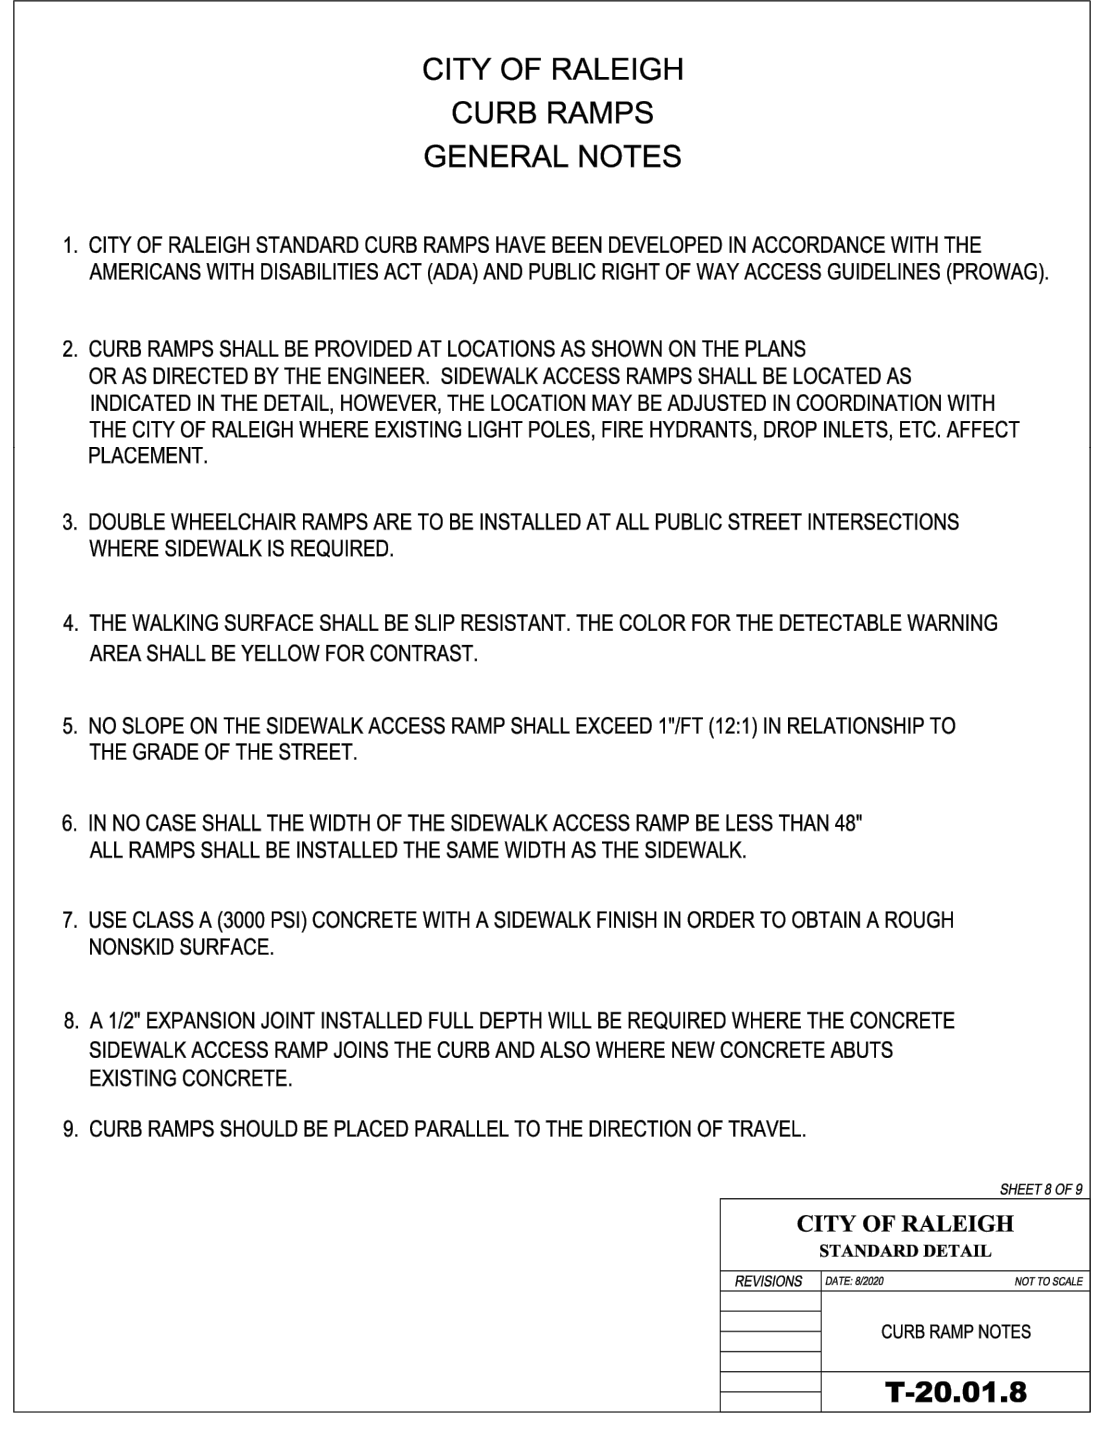 CITY OF RALEIGH
CURB RAMPS
GENERAL NOTES
1. CITY OF RALEIGH STANDARD CURB RAMPS HAVE BEEN DEVELOPED IN ACCORDANCE WITH THE
AMERICANS WITH DISABILITIES ACT (ADA) AND PUBLIC RIGHT OF WAY ACCESS GUIDELINES (PROWAG).
2. CURB RAMPS SHALL BE PROVIDED AT LOCATIONS AS SHOWN ON THE PLANS
OR AS DIRECTED BY THE ENGINEER. SIDEWALK ACCESS RAMPS SHALL BE LOCATED AS
INDICATED IN THE DETAIL, HOWEVER, THE LOCATION MAY BE ADJUSTED IN COORDINATION WITH
THE CITY OF RALEIGH WHERE EXISTING LIGHT POLES, FIRE HYDRANTS, DROP INLETS, ETC. AFFECT
PLACEMENT.
3. DOUBLE WHEELCHAIR RAMPS ARE TO BE INSTALLED AT ALL PUBLIC STREET INTERSECTIONS
WHERE SIDEWALK IS REQUIRED.
4. THE WALKING SURFACE SHALL BE SLIP RESISTANT. THE COLOR FOR THE DETECTABLE WARNING
AREA SHALL BE YELLOW FOR CONTRAST.
5. NO SLOPE ON THE SIDEWALK ACCESS RAMP SHALL EXCEED 1"/FT (12:1) IN RELATIONSHIP TO
THE GRADE OF THE STREET.
6. IN NO CASE SHALL THE WIDTH OF THE SIDEWALK ACCESS RAMP BE LESS THAN 48"
ALL RAMPS SHALL BE INSTALLED THE SAME WIDTH AS THE SIDEWALK.
7. USE CLASS A (3000 PSI) CONCRETE WITH A SIDEWALK FINISH IN ORDER TO OBTAIN A ROUGH
NONSKID SURFACE.
8. A 1/2" EXPANSION JOINT INSTALLED FULL DEPTH WILL BE REQUIRED WHERE THE CONCRETE
SIDEWALK ACCESS RAMP JOINS THE CURB AND ALSO WHERE NEW CONCRETE ABUTS
EXISTING CONCRETE.
9. CURB RAMPS SHOULD BE PLACED PARALLEL TO THE DIRECTION OF TRAVEL.
SHEET 8 OF 9
CITY OF RALEIGH
STANDARD DETAIL
REVISIONS DATE: 8/2020 NOT TO SCALE
CURB RAMP NOTES
T-20.01.8